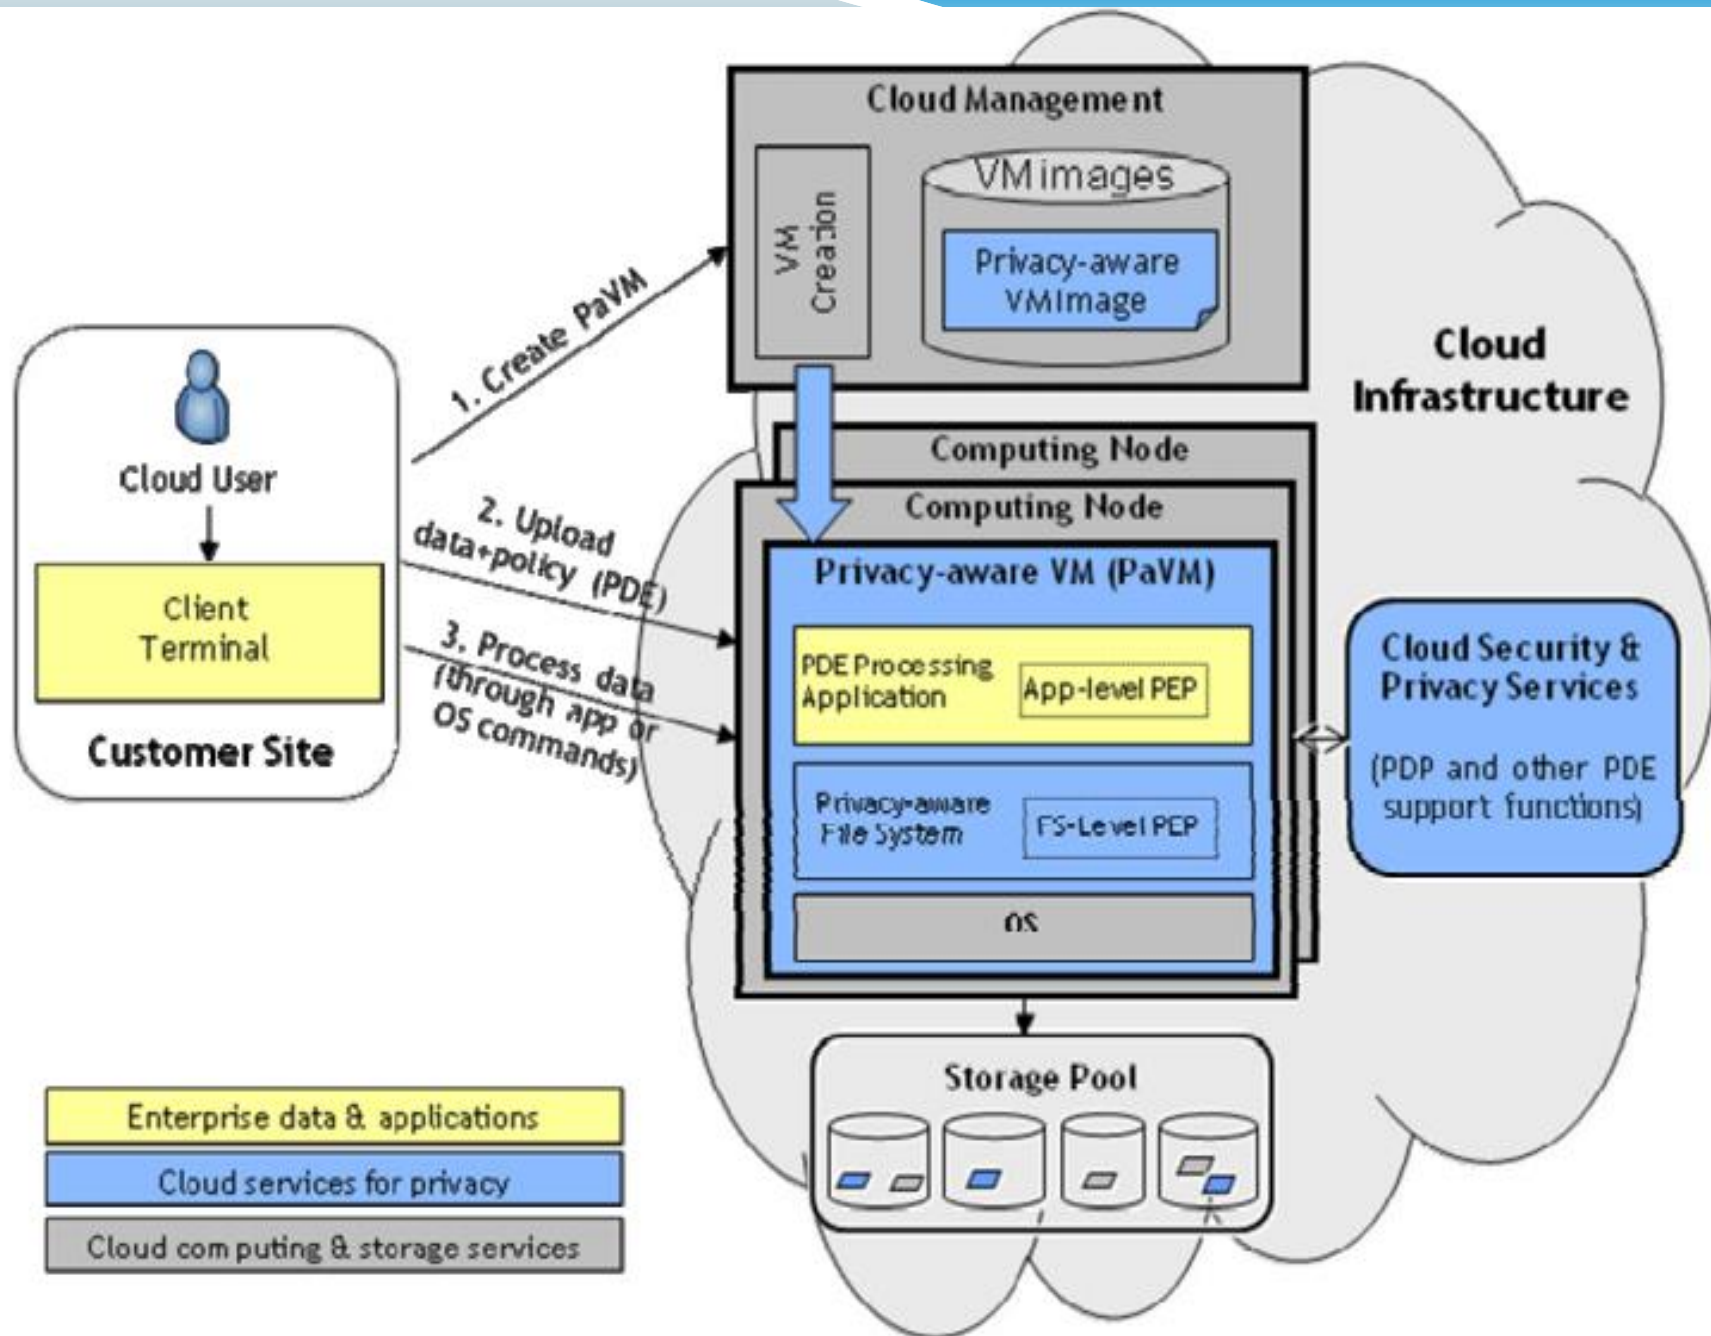 Cloud Management
VM
Creation
VM images
Privacy-aware
VM Image
Cloud
Infrastructure
1. Create PaVM
Cloud User
Client
Terminal
Customer Site
2. Upload
data+policy (PDE)
3. Process data
(through app or
OS commands)
Computing Node
Computing Node
Privacy-aware VM (PaVM)
PDE Processing
Application
App-level PEP
Privacy-aware
File System
FS-Level PEP
OS
Cloud Security &
Privacy Services
(PDP and other PDE
support functions)
Storage Pool
Enterprise data & applications
Cloud services for privacy
Cloud computing & storage services